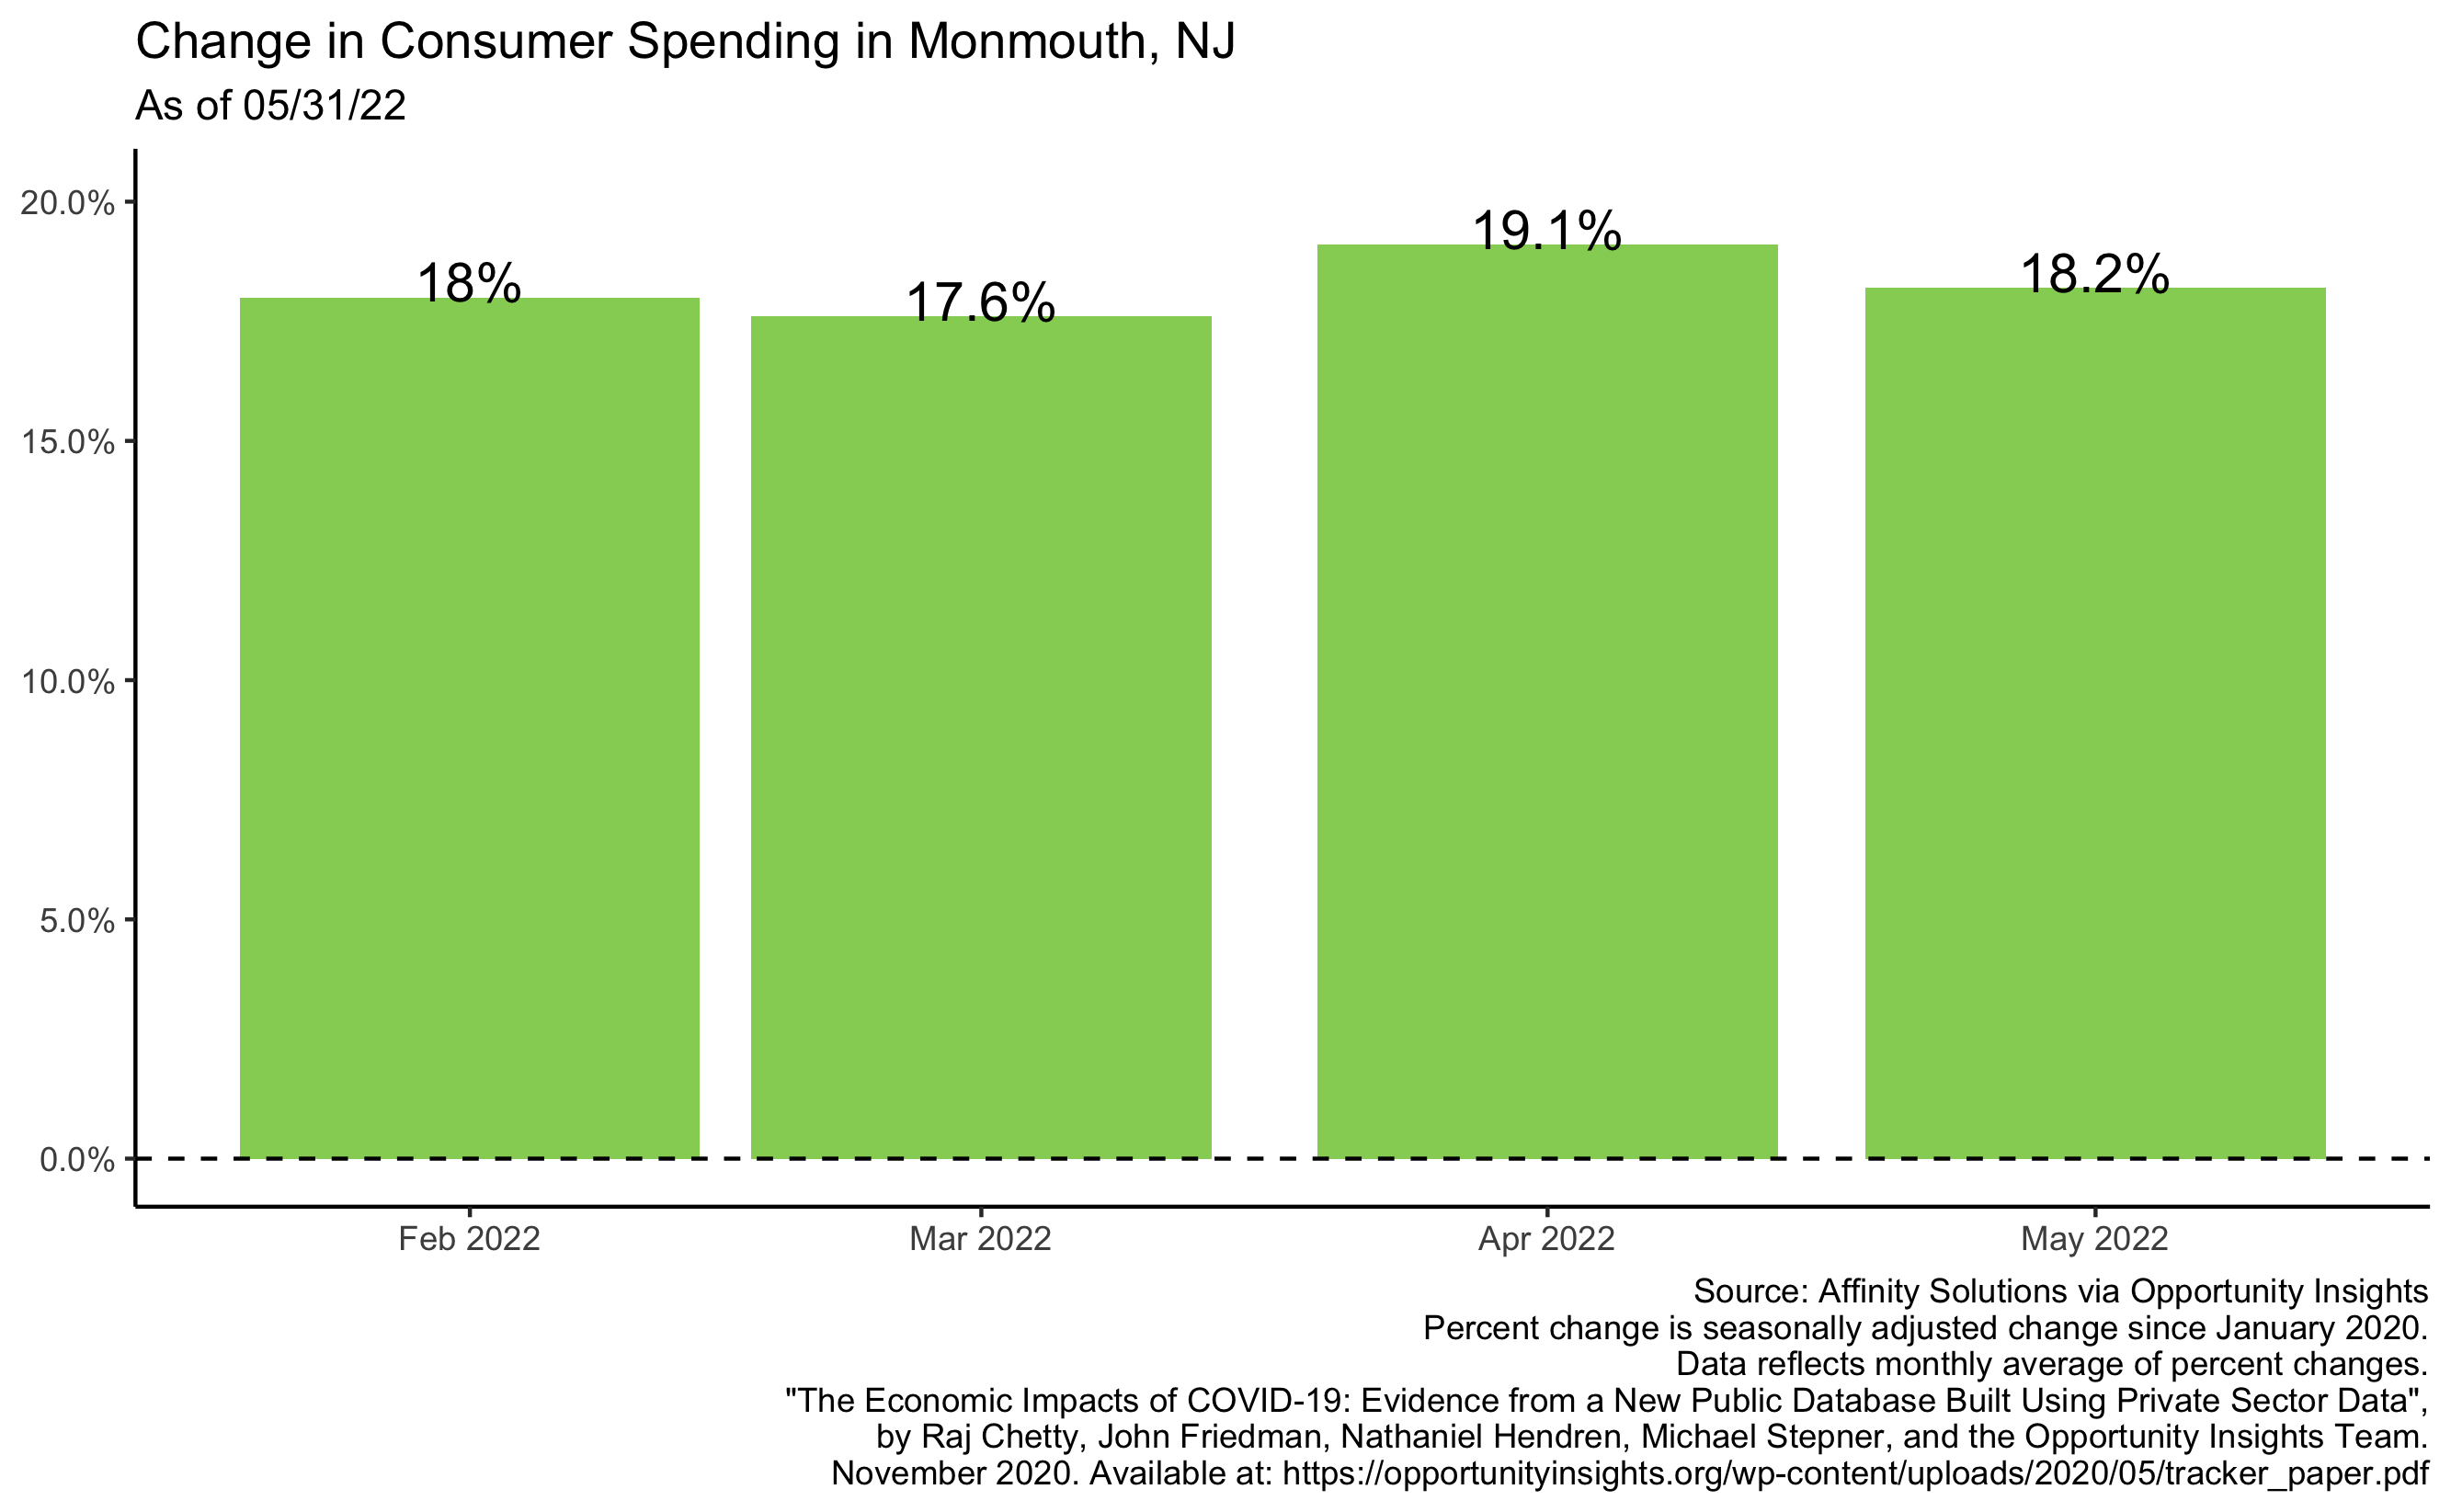 Change in Consumer Spending in Monmouth, NJ
As of 05/31/22
20.0%
15.0%
10.0%
5.0%
0.0%
18%
17.6%
19.1%
18.2%
Feb 2022
Mar 2022
Apr 2022
May 2022
Source: Affinity Solutions via Opportunity Insights
Percent change is seasonally adjusted change since January 2020.
Data reflects monthly average of percent changes.
"The Economic Impacts of COVID-19: Evidence from a New Public Database Built Using Private Sector Data",
by Raj Chetty, John Friedman, Nathaniel Hendren, Michael Stepner, and the Opportunity Insights Team.
November 2020. Available at: https://opportunityinsights.org/wp-content/uploads/2020/05/tracker_paper.pdf